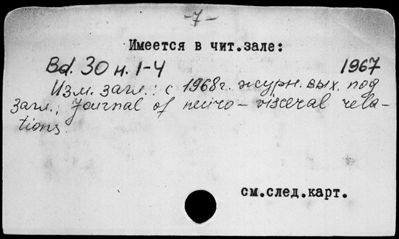 -7-
Имеется в чит.зале:
Bd. 30 н. 1-4 1967
Изм. загл.: с 1968г. журн. вых. под
загл.: Journal of neuro-visceral rela-
tions
см.след.карт.